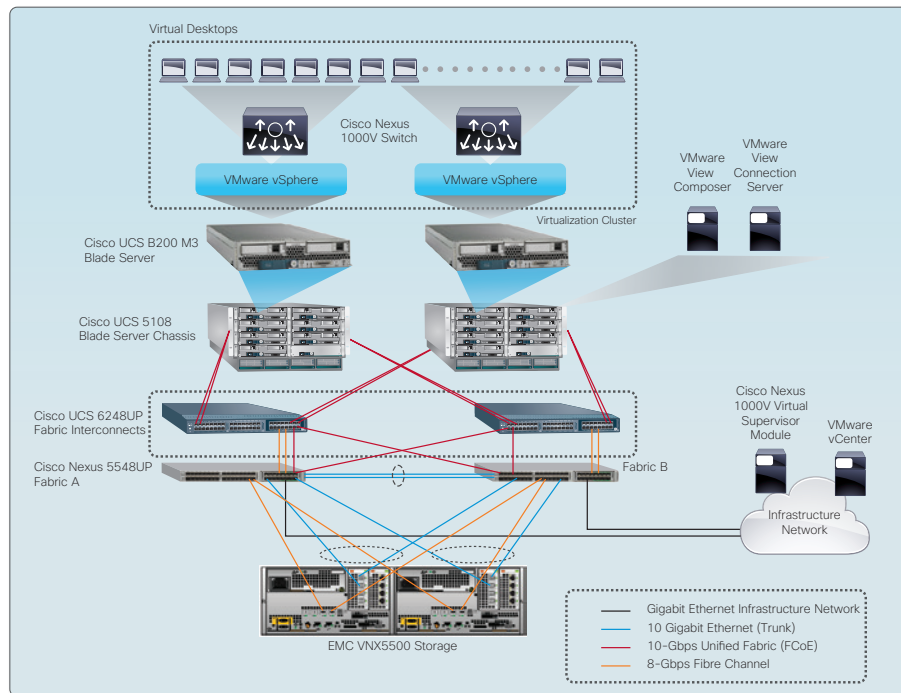 Virtual Desktops
Cisco Nexus
1000V Switch
VMware vSphere
VMware vSphere
Virtualization Cluster
VMware
View
Composer
VMware
View
Connection
Server
Cisco UCS B200 M3
Blade Server
Cisco UCS 5108
Blade Server Chassis
Cisco UCS 6248UP
Fabric Interconnects
Cisco Nexus 5548UP
Fabric A
Fabric B
Cisco Nexus
1000V Virtual
Supervisor
Module
VMware
vCenter
Infrastructure
Network
EMC VNX5500 Storage
Gigabit Ethernet Infrastructure Network
10 Gigabit Ethernet (Trunk)
10-Gbps Unified Fabric (FCoE)
8-Gbps Fibre Channel